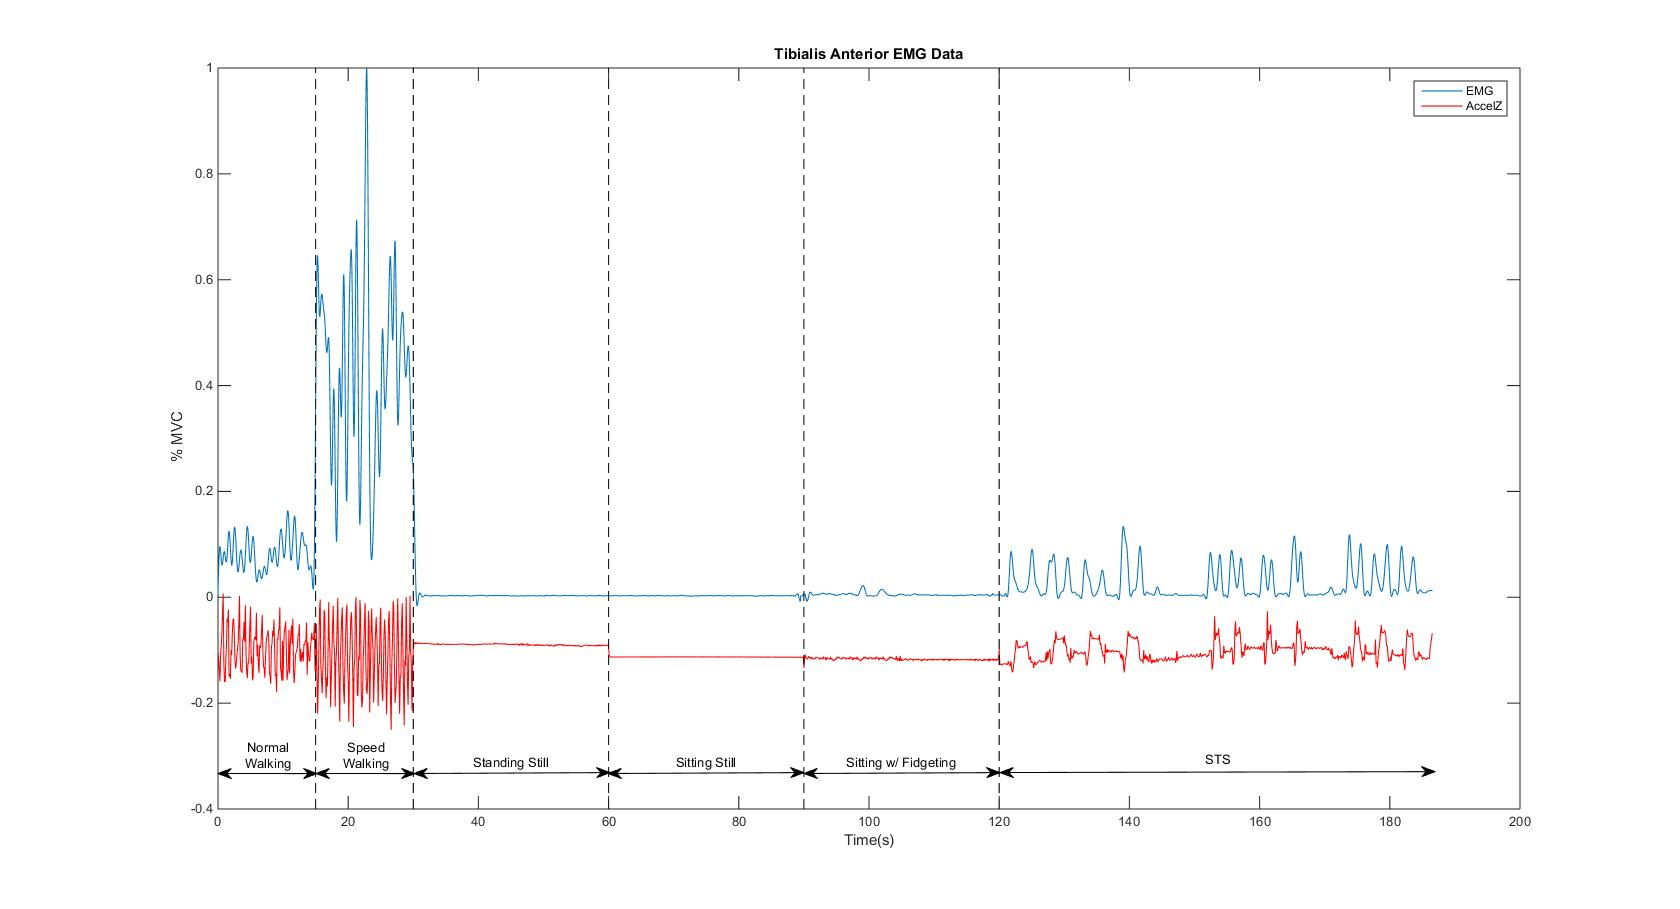 Tibialis Anterior EMG Data
EMG
AccelZ
1
0.8
0.6
0.4
0.2
0
-0.2
-0.4
% MVC
Normal
Walking
Speed
Walking
Standing Still
Sitting Still
Sitting w/ Fidgeting
STS
0 20 40 60 80 100 120 140 160 180 200
Time(s)